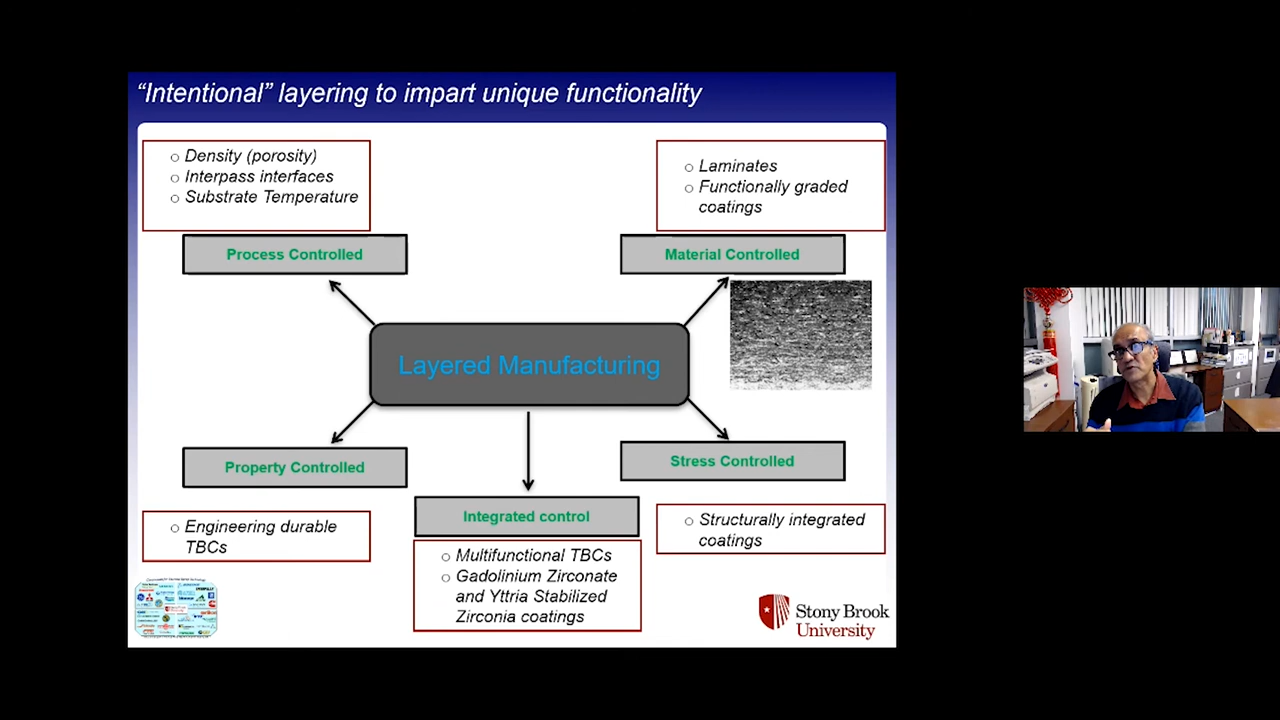 “Intentional” layering to impart unique functionality
Density (porosity)
Interpass interfaces
Substrate Temperature
Process Controlled
Laminates
Functionally graded
coatings
Material Controlled
Layered Manufacturing
Property Controlled
Engineering durable
TBCs
Integrated control
Multifunctional TBCs
Gadolinium Zirconate
and Yttria Stabilized
Zirconia coatings
Stress Controlled
Structurally integrated
coatings
Stony Brook
University